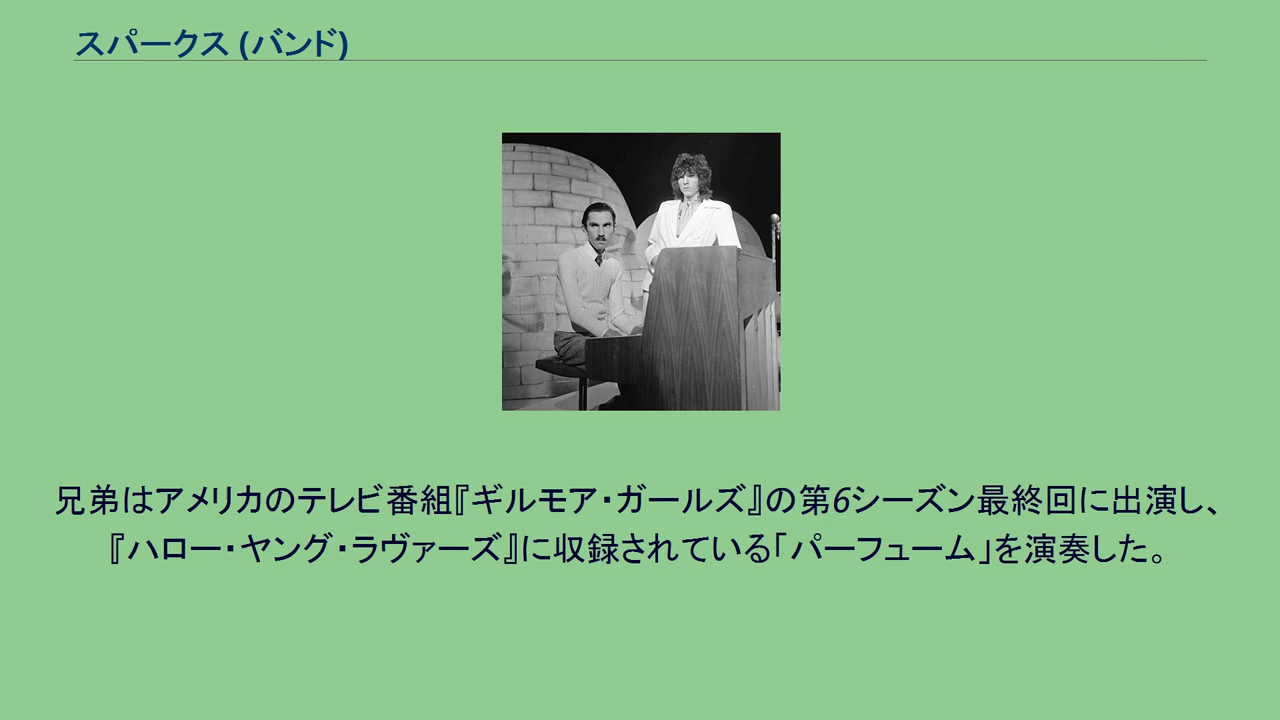 スパークス (バンド)
兄弟はアメリカのテレビ番組『ギルモア・ガールズ』の第6シーズン最終回に出演し、
『ハロー・ヤング・ラヴァーズ』に収録されている「パーフューム」を演奏した。